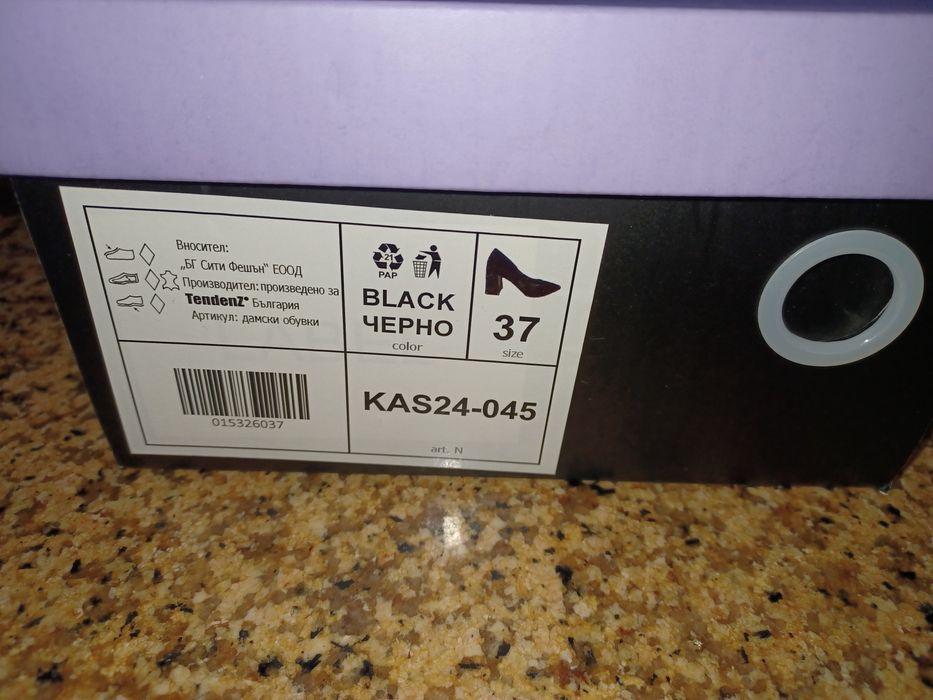 Вносител:
„БГ Сити Фешън" ЕООД
Производител: произведено за
TendenZ® България
Артикул: дамски обувки
21
PAP
BLACK
ЧЕРНО
color
37
size
015326037
KAS24-045
art. N